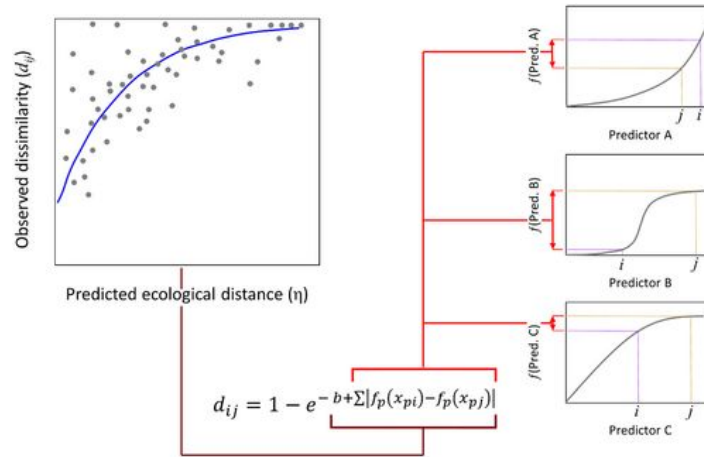 Observed dissimilarity (dij)
Predicted ecological distance (η)
f(Pred. A)
j i
Predictor A
f(Pred. B)
i j
Predictor B
f(Pred. C)
i j
Predictor C
dij = 1 − e^− b+∑|fp(xpi)−fp(xpj)|